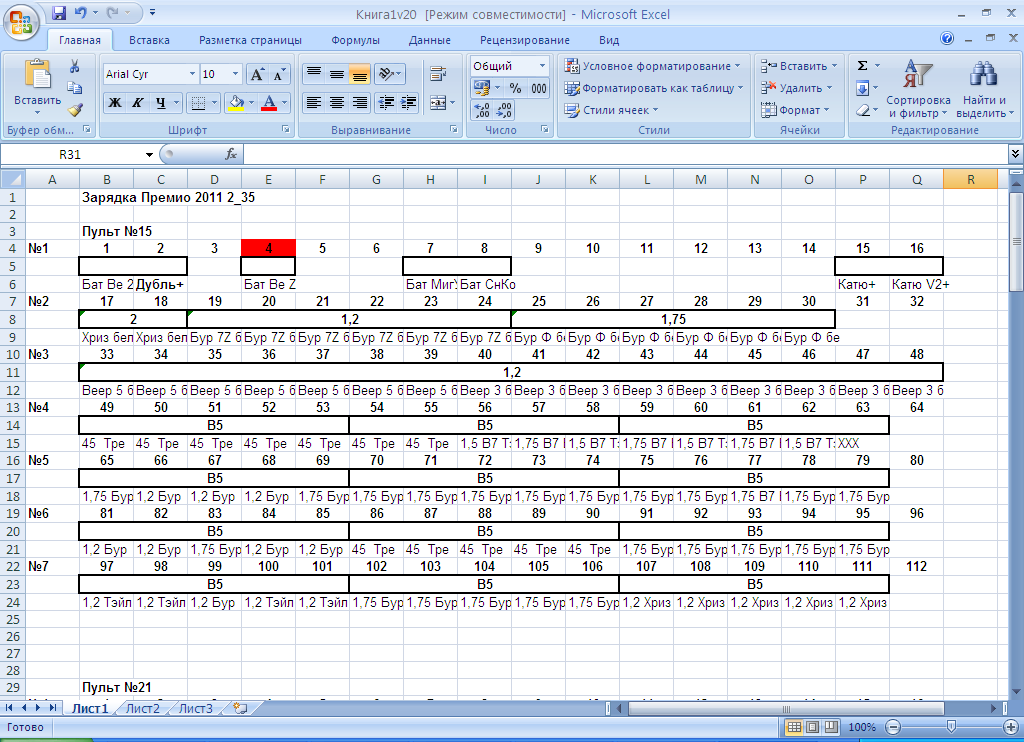 Книга1v20 [Режим совместимости] - Microsoft Excel
Главная Вставка Разметка страницы Формулы Данные Рецензирование Вид
Arial Cyr 10 Общий Условное форматирование Вставить Σ
Вставить Форматировать как таблицу Удалить Сортировка и фильтр Найти и выделить
Ж К Ч % 000 Стили ячеек Формат
Буфер обм... Шрифт Выравнивание Число Стили Ячейки Редактирование
R31 fx
A B C D E F G H I J K L M N O P Q R
1 Зарядка Премио 2011 2_35
2
3 Пульт №15
4 №1 1 2 3 4 5 6 7 8 9 10 11 12 13 14 15 16
5
6 Бат Ве 2 Дубль+ Бат Ве Z Бат Миг Бат СнКо Катю+ Катю V2+
7 №2 17 18 19 20 21 22 23 24 25 26 27 28 29 30 31 32
8 2 1,2 1,75
9 Хриз бел Хриз бел Бур 7Z б Бур 7Z б Бур 7Z б Бур 7Z б Бур 7Z б Бур 7Z б Бур Ф бе Бур Ф бе Бур Ф бе Бур Ф бе Бур Ф бе Бур Ф бе
10 №3 33 34 35 36 37 38 39 40 41 42 43 44 45 46 47 48
11 1,2
12 Веер 5 б Веер 5 б Веер 5 б Веер 5 б Веер 5 б Веер 5 б Веер 5 б Веер 5 б Веер 3 б Веер 3 б Веер 3 б Веер 3 б Веер 3 б Веер 3 б Веер 3 б Веер 3 б
13 №4 49 50 51 52 53 54 55 56 57 58 59 60 61 62 63 64
14 В5 В5 В5
15 45 Тре 45 Тре 45 Тре 45 Тре 45 Тре 45 Тре 45 Тре 1,5 В7 Т 1,75 В7 1,5 В7 Т 1,75 В7 1,5 В7 Т 1,75 В7 1,5 В7 Т ХХХ
16 №5 65 66 67 68 69 70 71 72 73 74 75 76 77 78 79 80
17 В5 В5 В5
18 1,75 Бур 1,2 Бур 1,2 Бур 1,2 Бур 1,75 Бур 1,75 Бур 1,75 Бур 1,75 Бур 1,75 Бур 1,75 Бур 1,75 Бур 1,75 Бур 1,75 В7 1,75 Бур 1,75 Бур
19 №6 81 82 83 84 85 86 87 88 89 90 91 92 93 94 95 96
20 В5 В5 В5
21 1,2 Бур 1,2 Бур 1,75 Бур 1,2 Бур 1,2 Бур 45 Тре 45 Тре 45 Тре 45 Тре 45 Тре 1,75 Бур 1,75 Бур 1,75 Бур 1,75 Бур 1,75 Бур
22 №7 97 98 99 100 101 102 103 104 105 106 107 108 109 110 111 112
23 В5 В5 В5
24 1,2 Тэйл 1,2 Тэйл 1,2 Бур 1,2 Тэйл 1,2 Тэйл 1,75 Бур 1,75 Бур 1,75 Бур 1,75 Бур 1,75 Бур 1,2 Хриз 1,2 Хриз 1,2 Хриз 1,2 Хриз 1,2 Хриз
25
26
27
28
29 Пульт №21
Лист1 Лист2 Лист3
Готово 100%